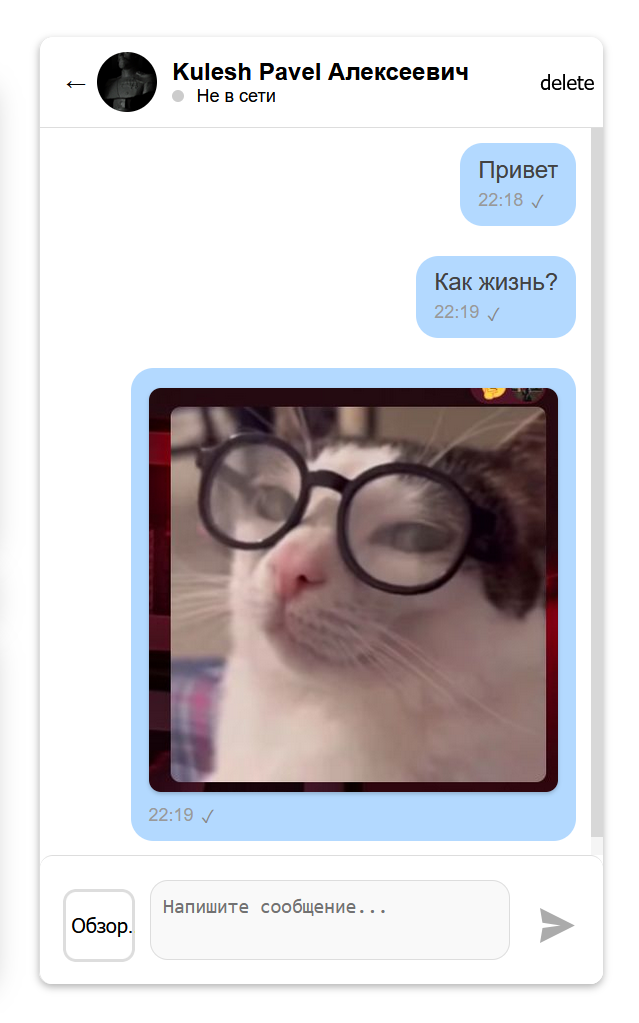 ← Kulesh Pavel Алексеевич
Не в сети
delete
Привет
22:18 ✓
Как жизнь?
22:19 ✓
22:19 ✓
Обзор.
Напишите сообщение...